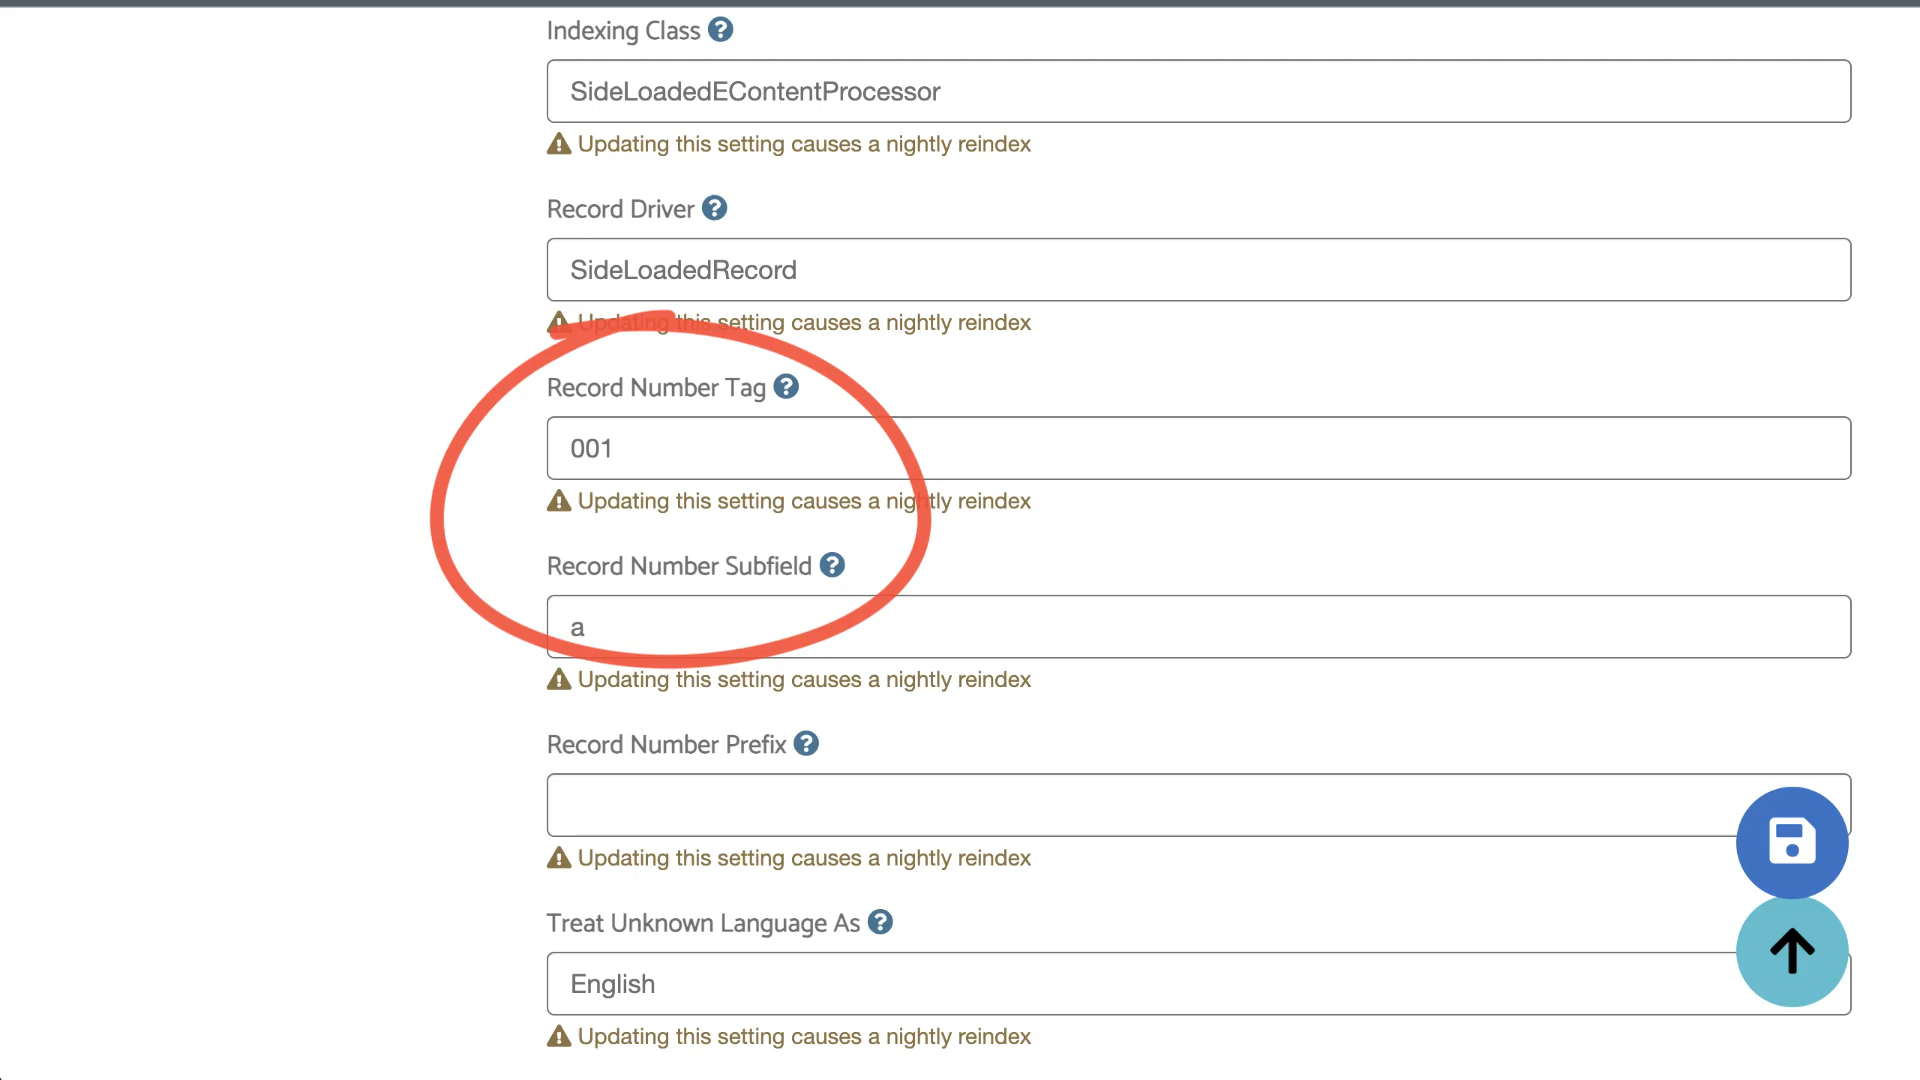 Indexing Class
SideLoadedEContentProcessor
Updating this setting causes a nightly reindex
Record Driver
SideLoadedRecord
Updating this setting causes a nightly reindex
Record Number Tag
001
Updating this setting causes a nightly reindex
Record Number Subfield
a
Updating this setting causes a nightly reindex
Record Number Prefix
Updating this setting causes a nightly reindex
Treat Unknown Language As
English
Updating this setting causes a nightly reindex